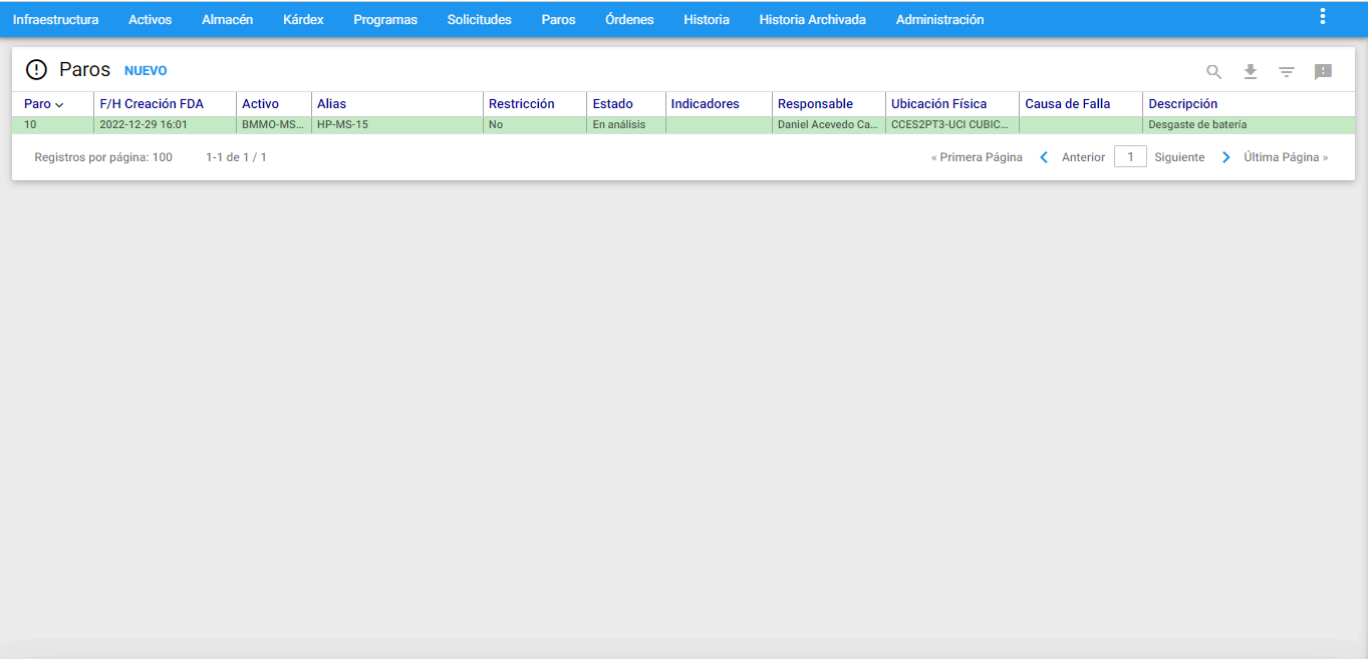 Infraestructura Activos Almacén Kárdex Programas Solicitudes Paros Órdenes Historia Historia Archivada Administración
Paros NUEVO
Paro F/H Creación FDA Activo Alias Restricción Estado Indicadores Responsable Ubicación Física Causa de Falla Descripción
10 2022-12-29 16:01 BMMO-MS... HP-MS-15 No En análisis Daniel Acevedo Ca... CCES2PT3-UCI CUBIC... Desgaste de batería
Registros por página: 100 1-1 de 1 / 1 « Primera Página Anterior 1 Siguiente Última Página »